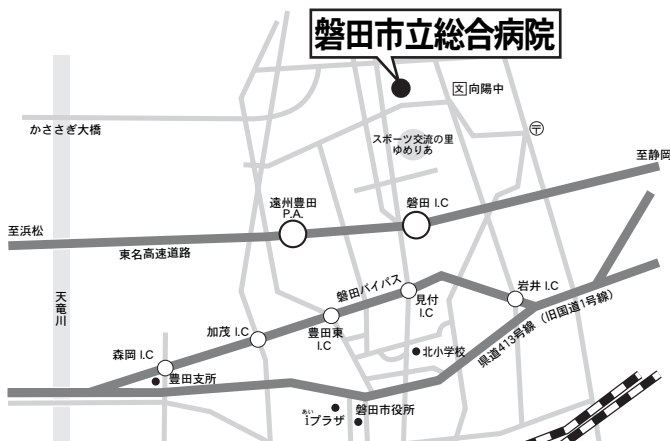 磐田市立総合病院
文 向陽中
〒
かささぎ大橋
スポーツ交流の里
ゆめりあ
至静岡
遠州豊田
P.A.
磐田 I.C
至浜松
東名高速道路
天竜川
磐田バイパス
岩井 I.C
見付
I.C
加茂 I.C
豊田東
I.C
県道413号線（旧国道1号線）
北小学校
森岡 I.C
豊田支所
あい
iプラザ
磐田市役所